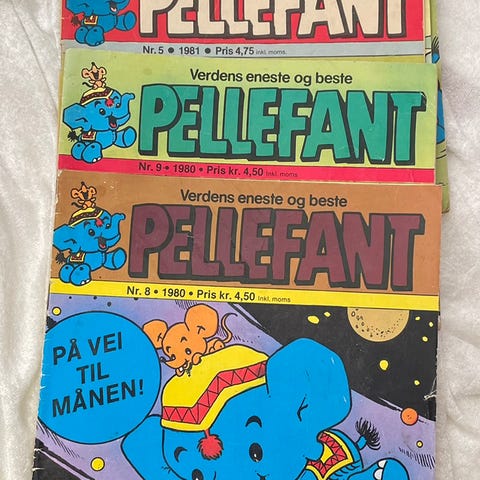 PELLEFANT
Nr. 5 • 1981 | Pris 4,75 inkl. moms.
Verdens eneste og beste
PELLEFANT
Nr. 9 • 1980 • Pris kr. 4,50 Inkl. moms
Verdens eneste og beste
PELLEFANT
Nr. 8 • 1980 • Pris kr. 4,50 Inkl. moms
PÅ VEI
TIL
MÅNEN!